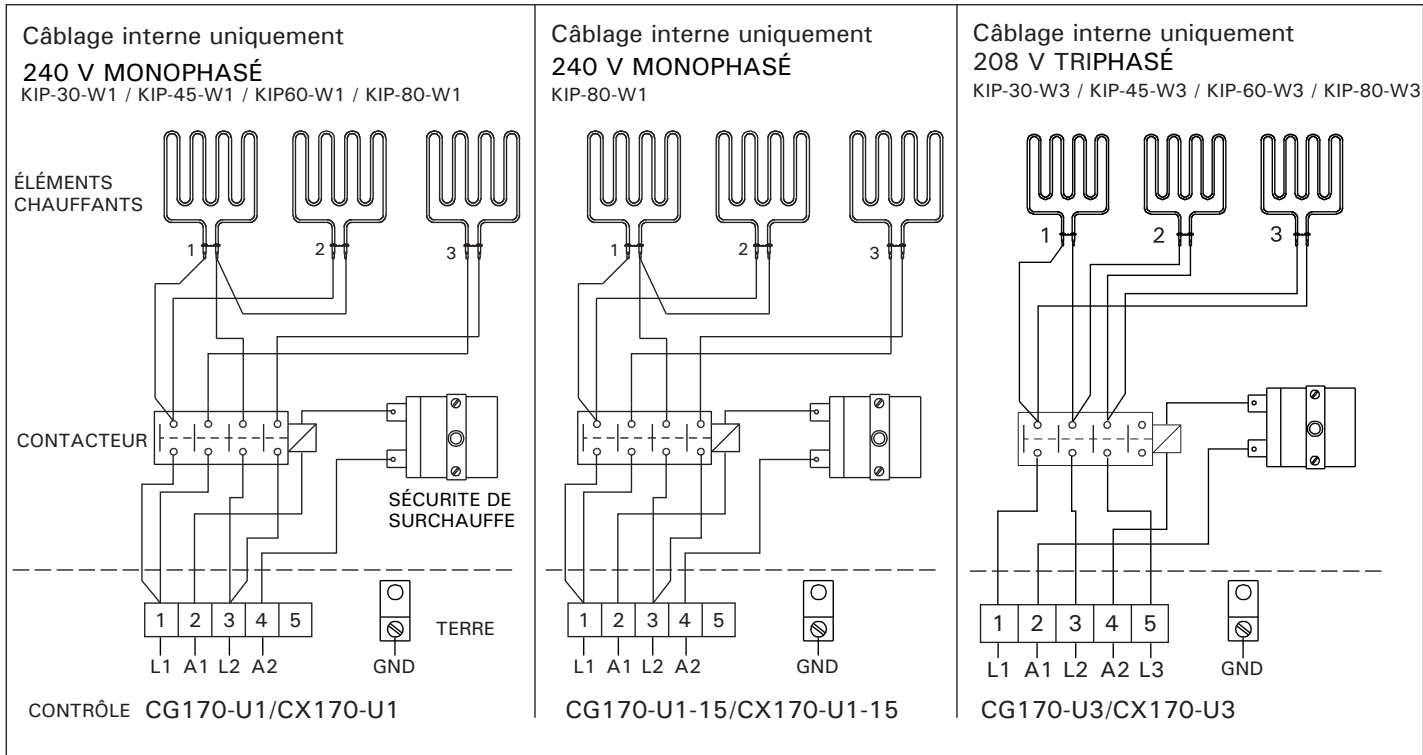 Câblage interne uniquement
240 V MONOPHASÉ
KIP-30-W1 / KIP-45-W1 / KIP60-W1 / KIP-80-W1
ÉLÉMENTS
CHAUFFANTS
1
2
3
CONTACTEUR
SÉCURITE DE
SURCHAUFFE
1 2 3 4 5
TERRE
L1 A1 L2 A2
GND
CONTRÔLE CG170-U1/CX170-U1
Câblage interne uniquement
240 V MONOPHASÉ
KIP-80-W1
1
2
3
1 2 3 4 5
L1 A1 L2 A2
GND
CG170-U1-15/CX170-U1-15
Câblage interne uniquement
208 V TRIPHASÉ
KIP-30-W3 / KIP-45-W3 / KIP-60-W3 / KIP-80-W3
1
2
3
1 2 3 4 5
L1 A1 L2 A2 L3
GND
CG170-U3/CX170-U3